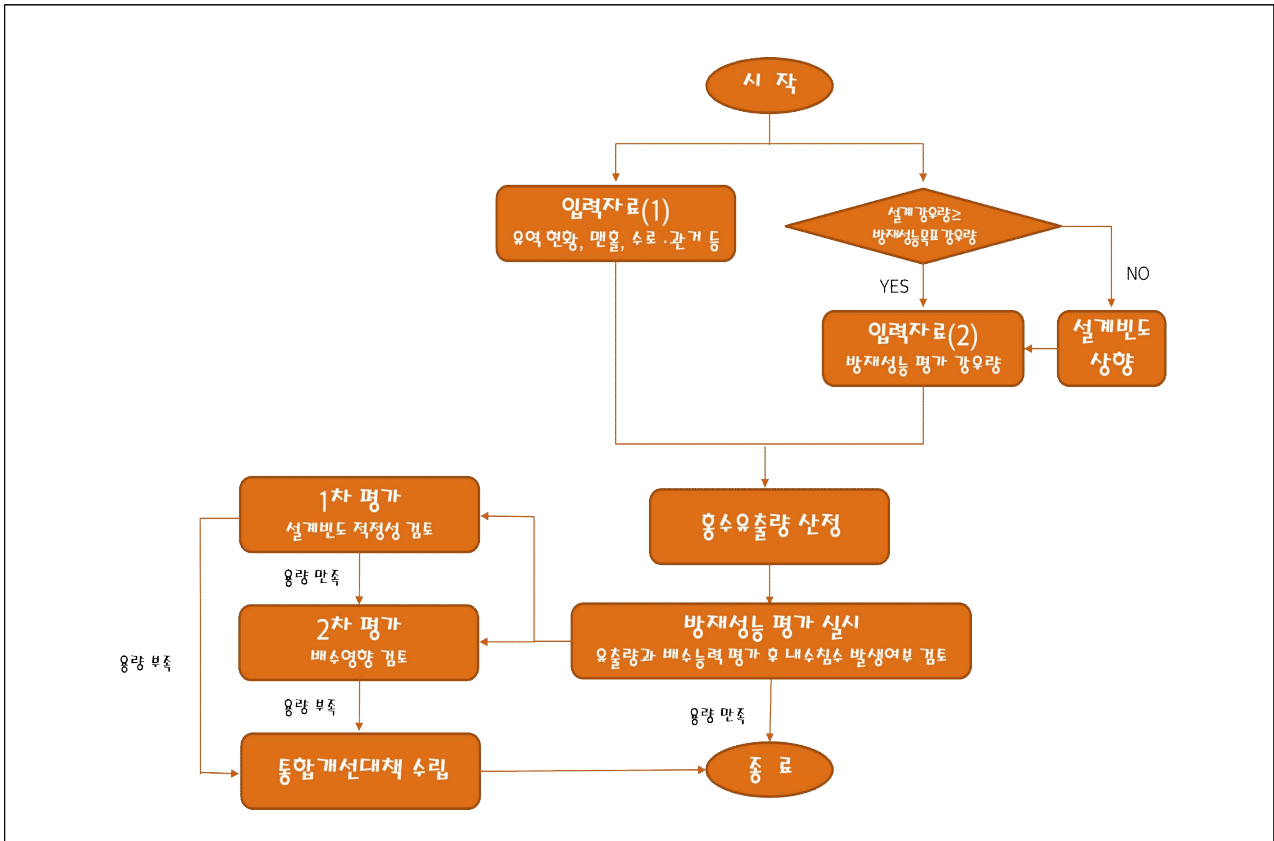 시 작
입력자료(1)
유역 현황, 맨홀, 수로·관거 등
설계강우량≥
방재성능목표강우량
YES
NO
입력자료(2)
방재성능 평가 강우량
설계빈도
상향
1차 평가
설계빈도 적정성 검토
홍수유출량 산정
용량 만족
2차 평가
배수영향 검토
방재성능 평가 실시
유출량과 배수능력 평가 후 내수침수 발생여부 검토
용량 부족
용량 부족
용량 만족
통합개선대책 수립
종 료